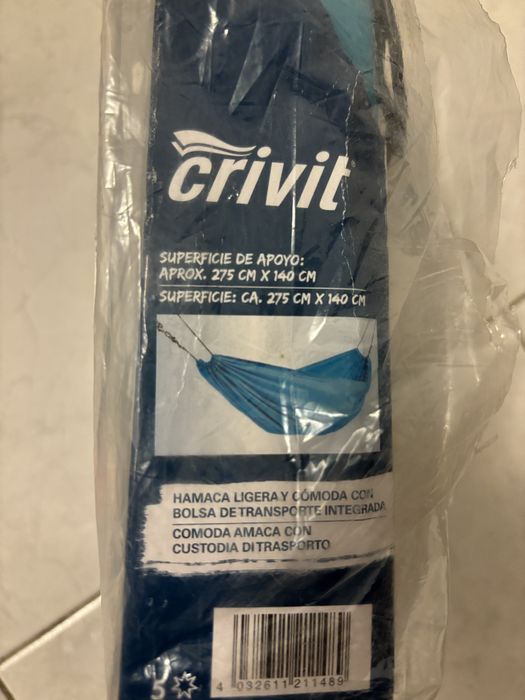 crivit
SUPERFICIE DE APOYO:
APROX. 275 CM X 140 CM
SUPERFICIE: CA. 275 CM X 140 CM
HAMACA LIGERA Y CÓMODA CON
BOLSA DE TRANSPORTE INTEGRADA
COMODA AMACA CON
CUSTODIA DI TRASPORTO
5
4 032611 211489